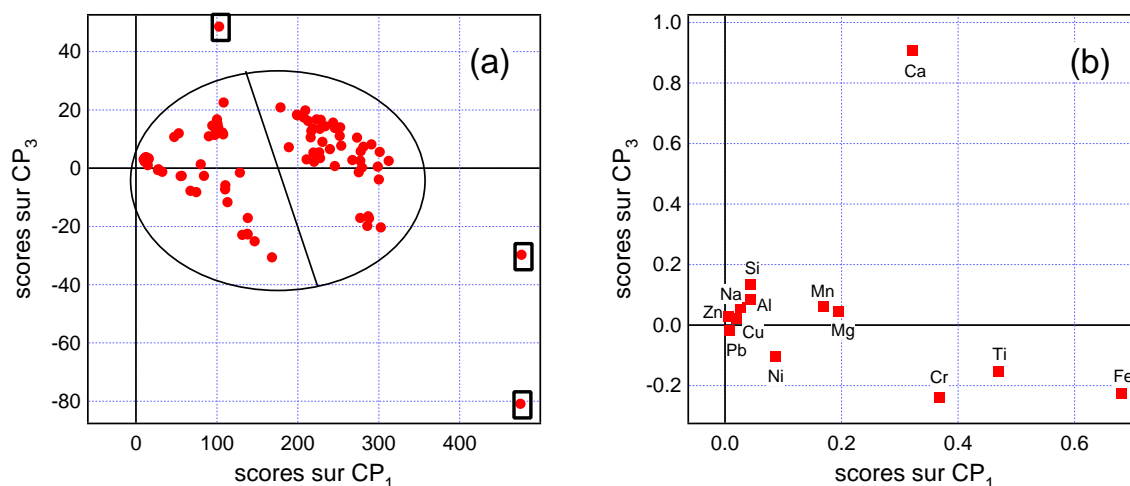 (a)
scores sur CP3
40
20
0
-20
-40
-60
-80
0 100 200 300 400
scores sur CP1
(b)
scores sur CP3
1.0
0.8
0.6
0.4
0.2
0.0
-0.2
Ca
Si
Na
Mn
Zn
Al
Cu
Mg
Pb
Ni
Ti
Cr
Fe
0.0 0.2 0.4 0.6
scores sur CP1